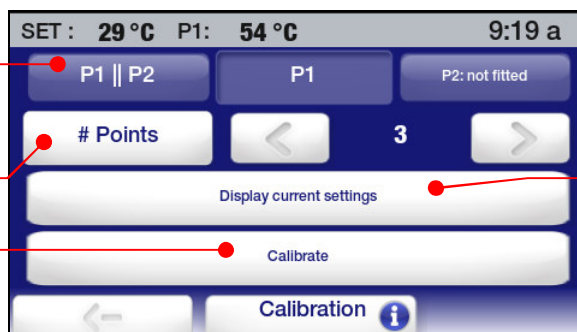 SET : 29 °C P1: 54 °C 9:19 a
P1 || P2 P1 P2: not fitted
# Points < 3 >
Display current settings
Calibrate
Calibration i